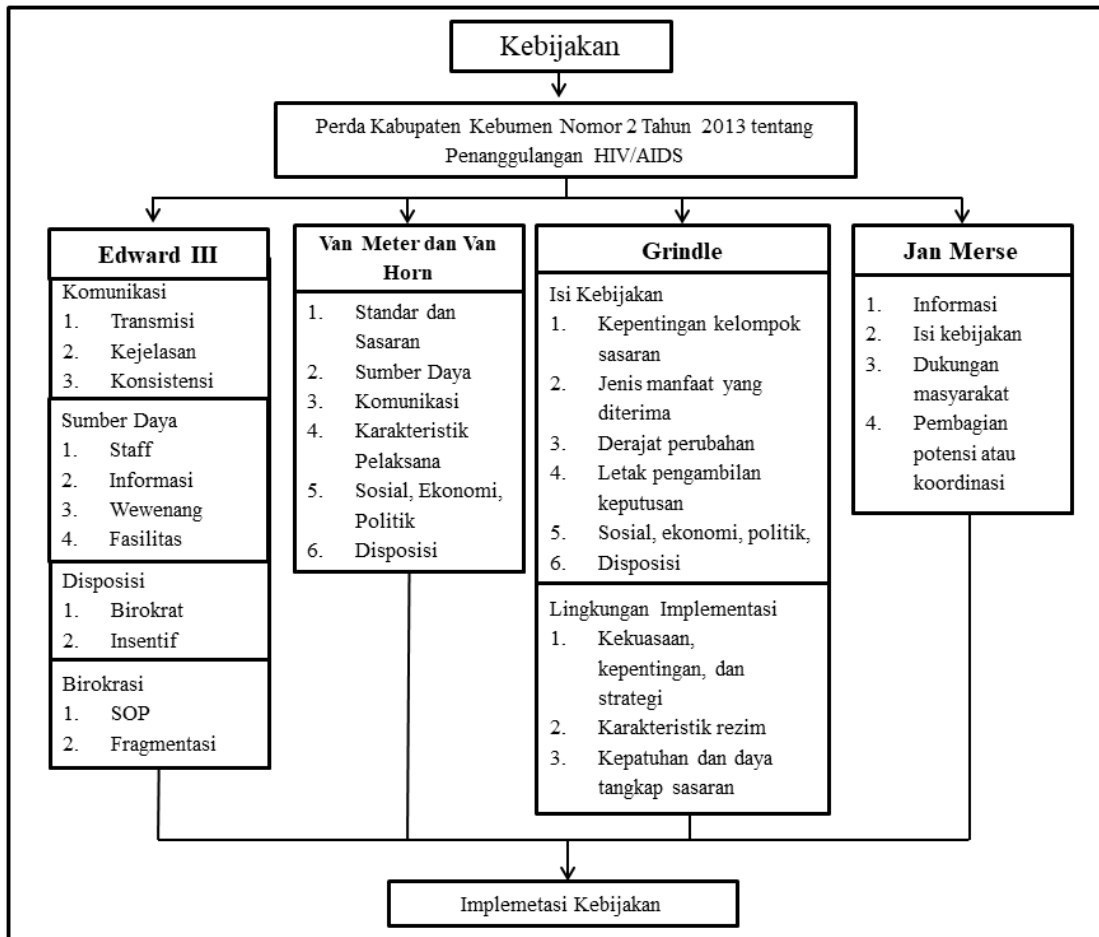 Kebijakan
Perda Kabupaten Kebumen Nomor 2 Tahun 2013 tentang
Penanggulangan HIV/AIDS
Edward III
Komunikasi
1. Transmisi
2. Kejelasan
3. Konsistensi
Sumber Daya
1. Staff
2. Informasi
3. Wewenang
4. Fasilitas
Disposisi
1. Birokrat
2. Insentif
Birokrasi
1. SOP
2. Fragmentasi
Van Meter dan Van
Horn
1. Standar dan
Sasaran
2. Sumber Daya
3. Komunikasi
4. Karakteristik
Pelaksana
5. Sosial, Ekonomi,
Politik
6. Disposisi
Grindle
Isi Kebijakan
1. Kepentingan kelompok
sasaran
2. Jenis manfaat yang
diterima
3. Derajat perubahan
4. Letak pengambilan
keputusan
5. Sosial, ekonomi, politik,
6. Disposisi
Lingkungan Implementasi
1. Kekuasaan,
kepentingan, dan
strategi
2. Karakteristik rezim
3. Kepatuhan dan daya
tangkap sasaran
Jan Merse
1. Informasi
2. Isi kebijakan
3. Dukungan
masyarakat
4. Pembagian
potensi atau
koordinasi
Implemetasi Kebijakan